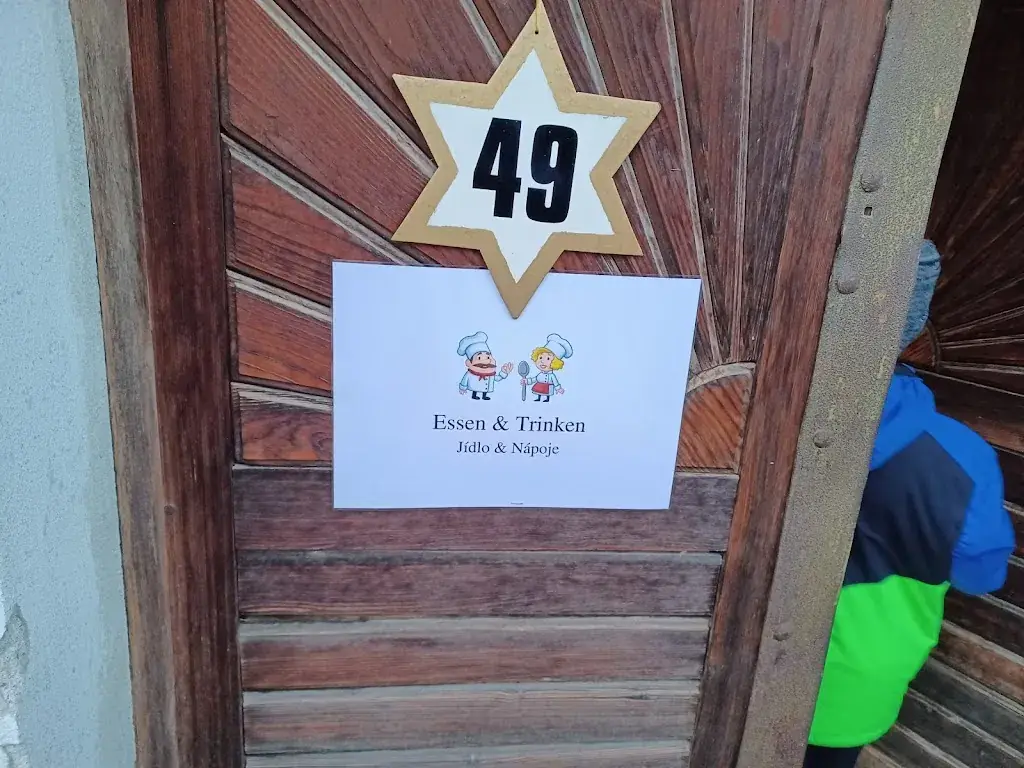 49
Essen & Trinken
Jídlo & Nápoje